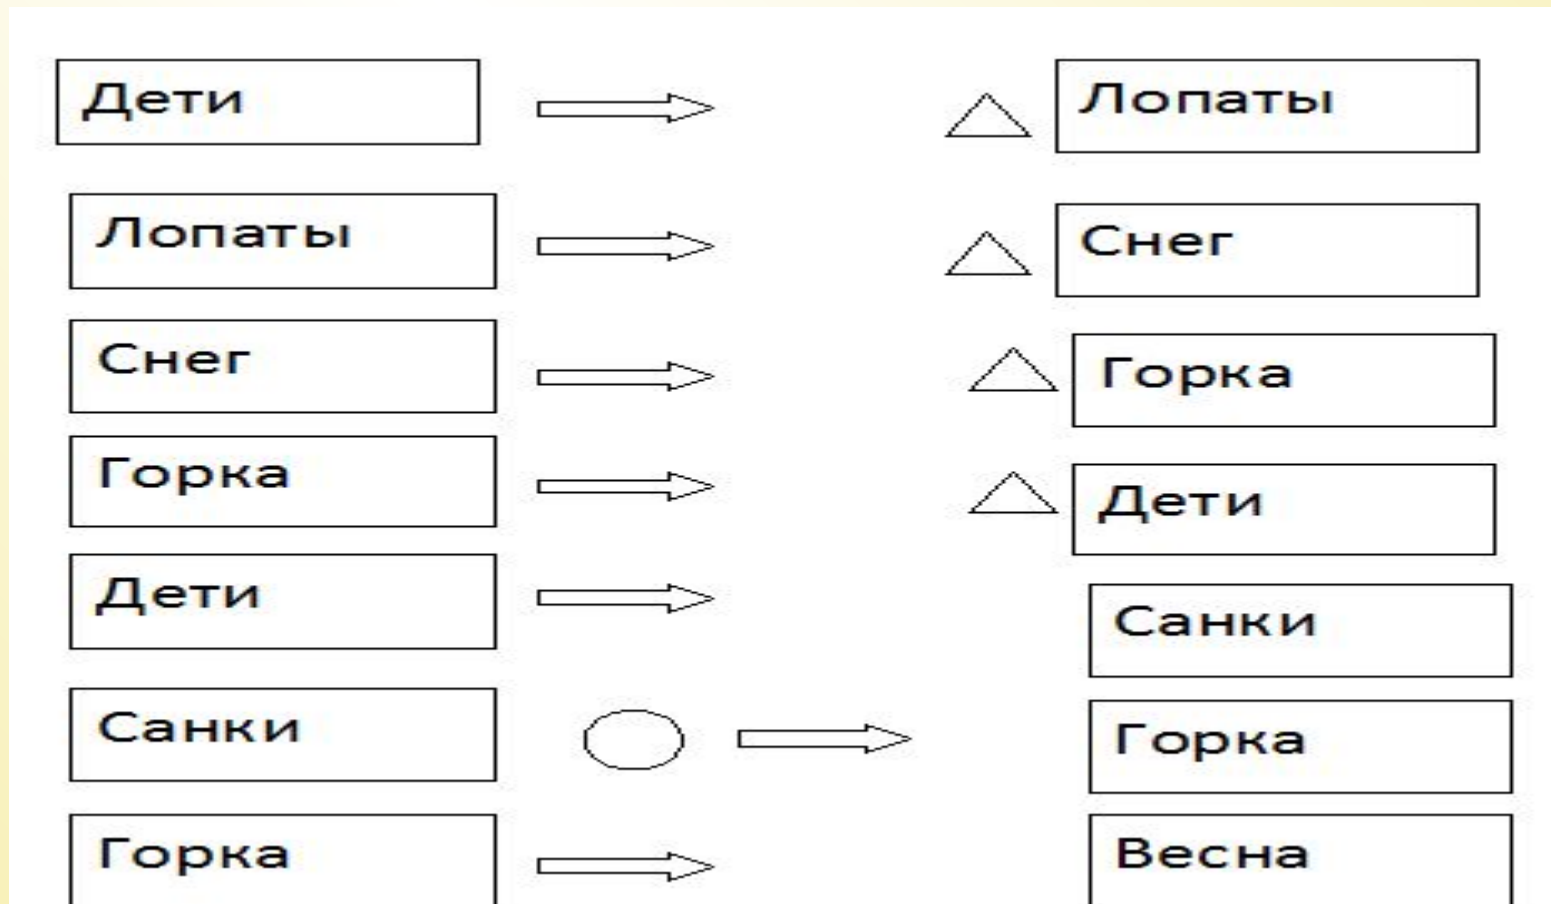 Дети Лопаты
Лопаты Снег
Снег Горка
Горка Дети
Дети Санки
Санки Горка
Горка Весна